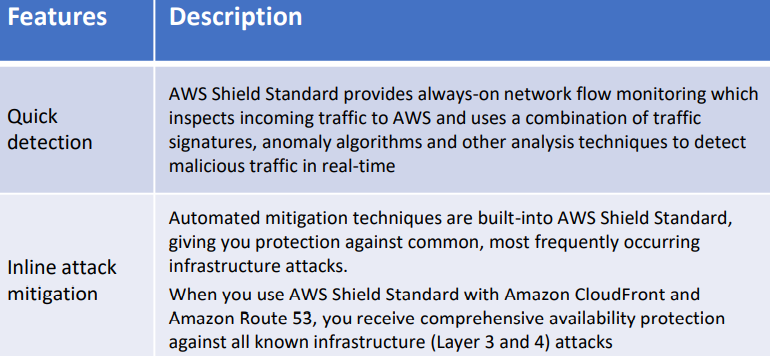 Features
Description
Quick
detection
AWS Shield Standard provides always-on network flow monitoring which
inspects incoming traffic to AWS and uses a combination of traffic
signatures, anomaly algorithms and other analysis techniques to detect
malicious traffic in real-time
Inline attack
mitigation
Automated mitigation techniques are built-into AWS Shield Standard,
giving you protection against common, most frequently occurring
infrastructure attacks.
When you use AWS Shield Standard with Amazon CloudFront and
Amazon Route 53, you receive comprehensive availability protection
against all known infrastructure (Layer 3 and 4) attacks